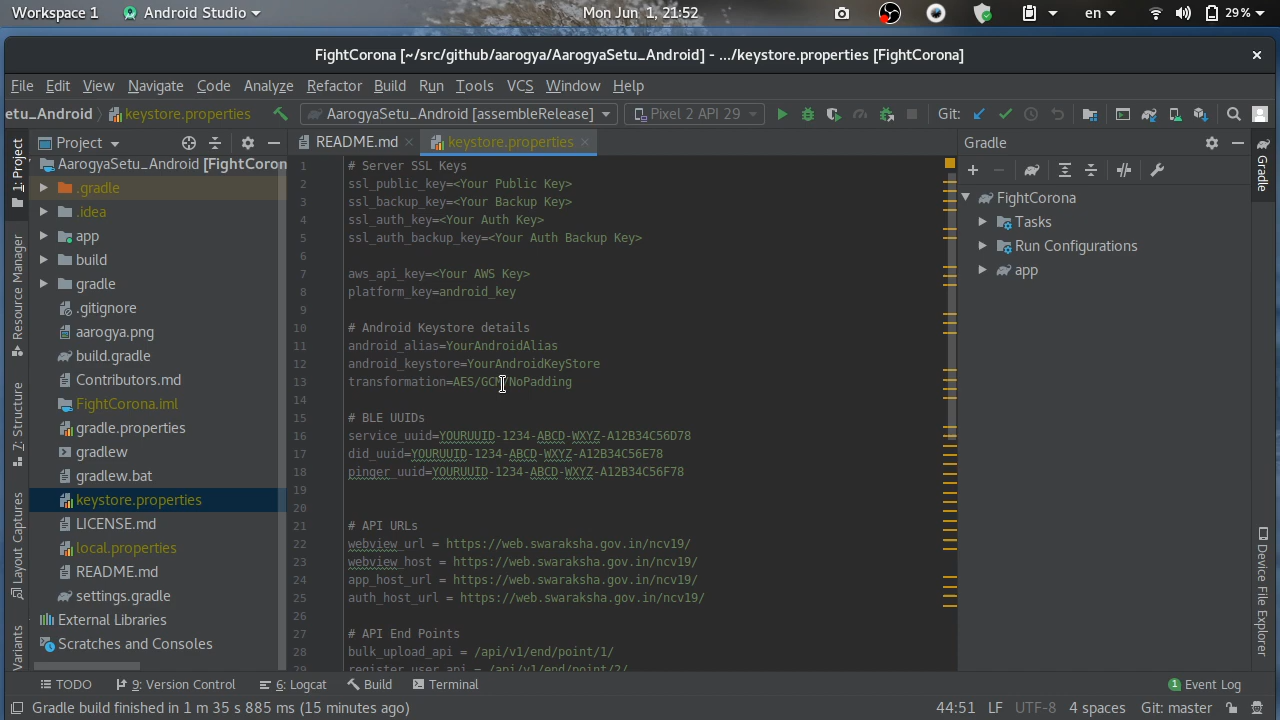 Workspace 1
Android Studio
Mon Jun 1, 21:52
en
29%
FightCorona [~/src/github/aarogya/AarogyaSetu_Android] - .../keystore.properties [FightCorona]
File Edit View Navigate Code Analyze Refactor Build Run Tools VCS Window Help
etu_Android keystore.properties
AarogyaSetu_Android [assembleRelease]
Pixel 2 API 29
Git:
1: Project
Resource Manager
7: Structure
Layout Captures
Variants
Project
AarogyaSetu_Android [FightCoron
.gradle
.idea
app
build
gradle
.gitignore
aarogya.png
build.gradle
Contributors.md
FightCorona.iml
gradle.properties
gradlew
gradlew.bat
keystore.properties
LICENSE.md
local.properties
README.md
settings.gradle
External Libraries
Scratches and Consoles
README.md
keystore.properties
1 # Server SSL Keys
2 ssl_public_key=<Your Public Key>
3 ssl_backup_key=<Your Backup Key>
4 ssl_auth_key=<Your Auth Key>
5 ssl_auth_backup_key=<Your Auth Backup Key>
6
7 aws_api_key=<Your AWS Key>
8 platform_key=android_key
9
10 # Android Keystore details
11 android_alias=YourAndroidAlias
12 android_keystore=YourAndroidKeyStore
13 transformation=AES/GCM/NoPadding
14
15 # BLE UUIDs
16 service_uuid=YOURUUID-1234-ABCD-WXYZ-A12B34C56D78
17 did_uuid=YOURUUID-1234-ABCD-WXYZ-A12B34C56E78
18 pinger_uuid=YOURUUID-1234-ABCD-WXYZ-A12B34C56F78
19
20
21 # API URLs
22 webview_url = https://web.swaraksha.gov.in/ncv19/
23 webview_host = https://web.swaraksha.gov.in/ncv19/
24 app_host_url = https://web.swaraksha.gov.in/ncv19/
25 auth_host_url = https://web.swaraksha.gov.in/ncv19/
26
27 # API End Points
28 bulk_upload_api = /api/v1/end/point/1/
29 register_user_api = /api/v1/end/point/2/
Gradle
FightCorona
Tasks
Run Configurations
app
Gradle
Device File Explorer
TODO
9: Version Control
6: Logcat
Build
Terminal
1 Event Log
Gradle build finished in 1 m 35 s 885 ms (15 minutes ago)
44:51 LF UTF-8 4 spaces Git: master